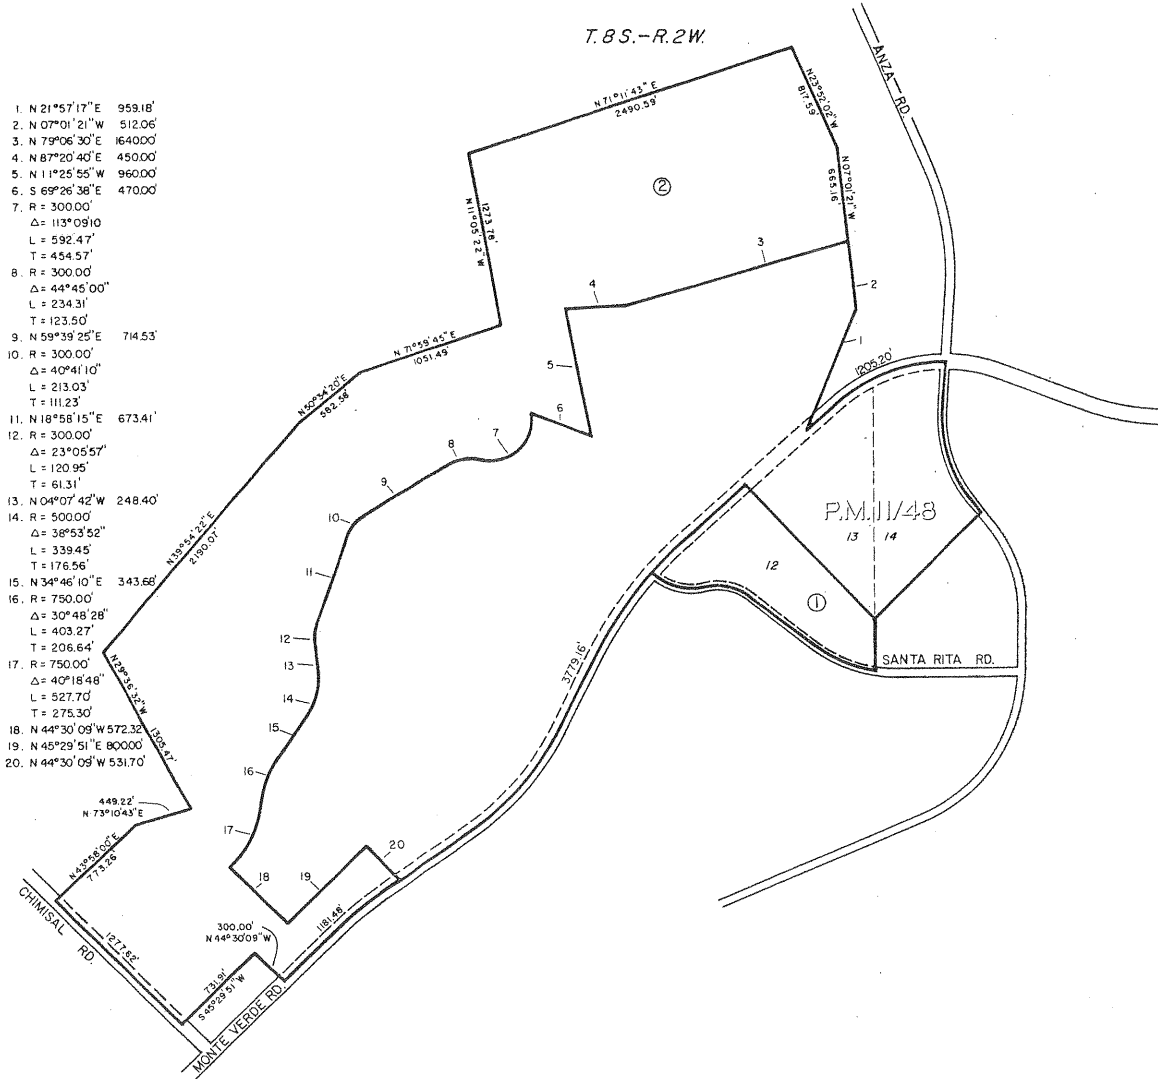 T.8S.-R.2W.
1. N 21°57'17"E 959.18'
2. N 07°01'21"W 512.06'
3. N 79°06'30"E 1640.00'
4. N 87°20'40"E 450.00'
5. N 11°25'55"W 960.00'
6. S 69°26'38"E 470.00'
7. R = 300.00'
Δ= 113°09'10
L = 592.47'
T = 454.57'
8. R = 300.00'
Δ= 44°45'00"
L = 234.31'
T = 123.50'
9. N 59°39'25"E 714.53'
10. R = 300.00'
Δ= 40°41'10"
L = 213.03'
T = 111.23'
11. N 18°58'15"E 673.41'
12. R = 300.00'
Δ= 23°05'57"
L = 120.95'
T = 61.31'
13. N 04°07'42"W 248.40'
14. R = 500.00'
Δ= 38°53'52"
L = 339.45'
T = 176.56'
15. N 34°46'10"E 343.68'
16. R = 750.00'
Δ= 30°48'28"
L = 403.27'
T = 206.64'
17. R = 750.00'
Δ= 40°18'48"
L = 527.70'
T = 275.30'
18. N 44°30'09"W 572.32
19. N 45°29'51"E 800.00'
20. N 44°30'09"W 531.70'
N 71°11'43"E
2490.59'
N23°52'02"W
817.59'
ANZA RD.
N07°01'21"W
665.16'
2
1273.78'
N11°05'22"W
3
4
2
1
5
N 71°59'45"E
1051.49'
1205.20'
N50°34'20"E
582.58'
6
7
8
9
10
P.M. 11/48
13 14
N39°54'22"E
2190.07'
12
11
1
12
13
SANTA RITA RD.
3779.16'
N29°36'32"W
1305.47'
14
15
16
449.22'
N 73°10'43"E
17
N43°58'00"E
773.26'
20
18
19
CHIMISAL RD.
1277.62'
300.00'
N 44°30'09"W
1181.48'
731.91'
S45°29'51"W
MONTE VERDE RD.